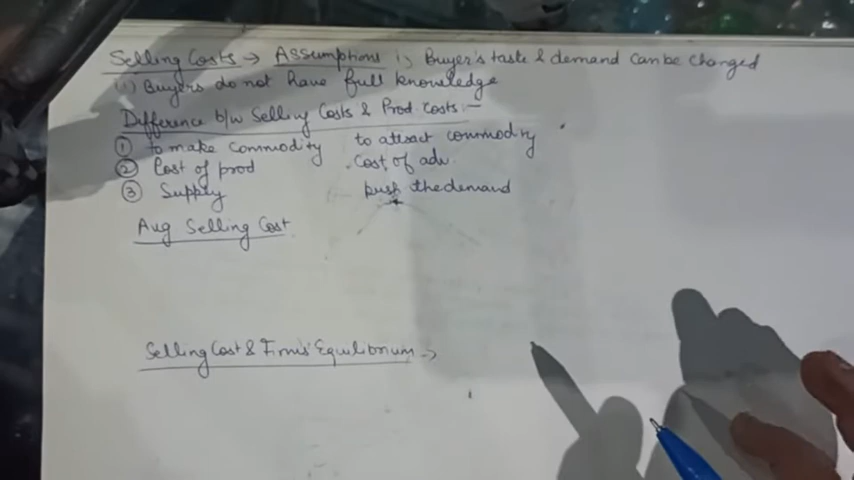 Selling Costs → Assumptions i) Buyer's taste & demand can be changed
(i) Buyers do not have full knowledge
Difference b/w Selling Costs & Prod. Costs :-
① to make commodity to attract commodity
② Cost of prod Cost of adv.
③ Supply push the demand
Avg Selling Cost
Selling Cost & Firms' Equilibrium →